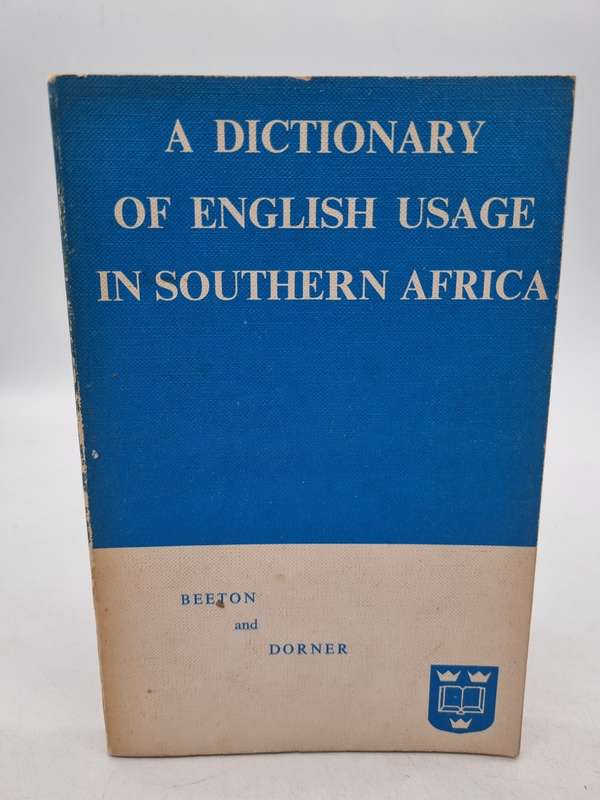 A DICTIONARY
OF ENGLISH USAGE
IN SOUTHERN AFRICA
BEETON
and
DORNER